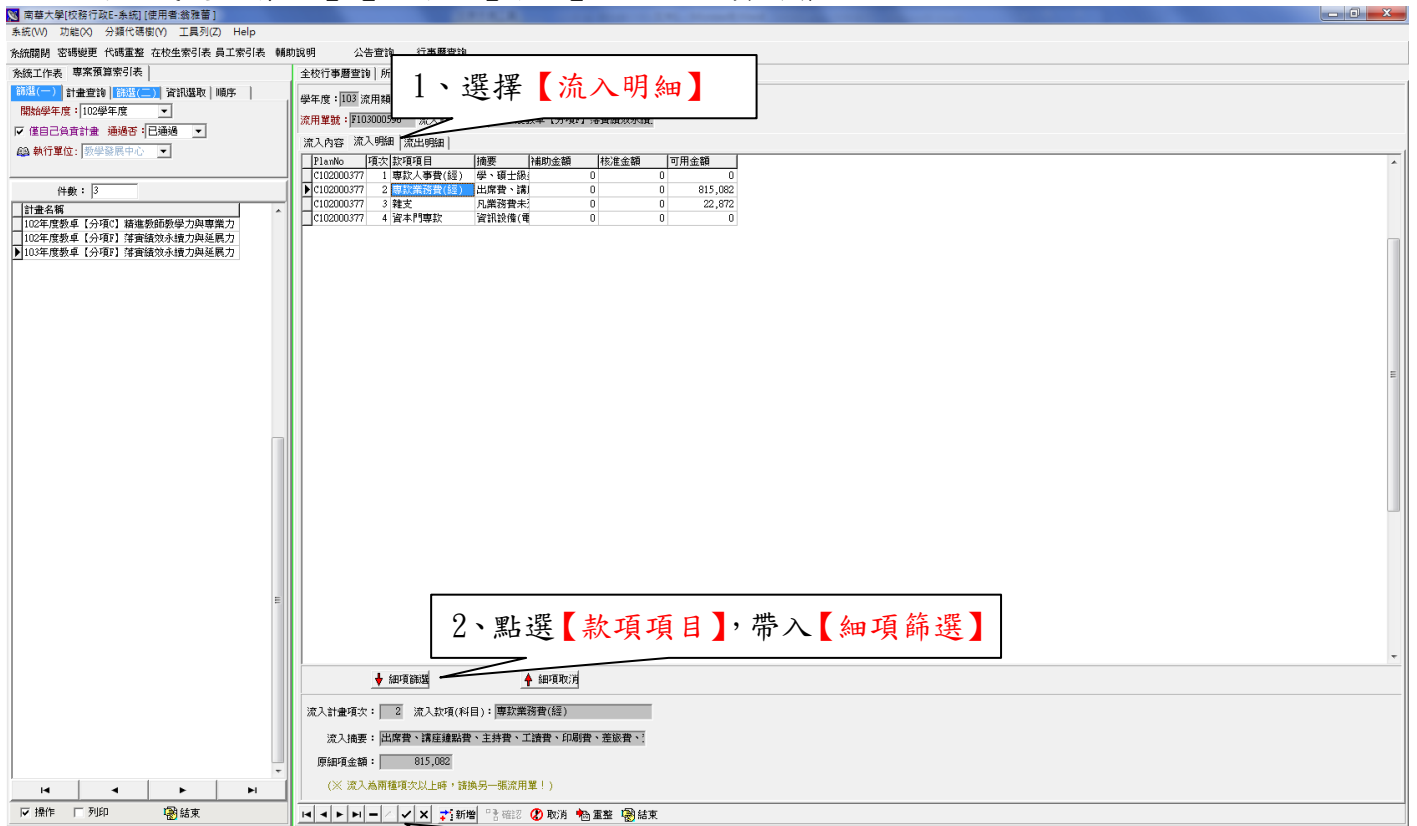 南華大學[校務行政E-系統] [使用者:翁雅蕾]
系統(W) 功能(X) 分類代碼樹(Y) 工具列(Z) Help
系統關閉 密碼變更 代碼重整 在校生索引表 員工索引表 輔助說明 公告查詢 行事曆查詢
系統工作表 專案預算索引表
篩選(一) 計畫查詢 篩選(二) 資訊選取 順序
開始學年度：102學年度
僅自己負責計畫 通過否：已通過
執行單位：教學發展中心
件數： 3
計畫名稱
102年度教卓【分項C】精進教師教學力與專業力
102年度教卓【分項F】落實績效永續力與延展力
103年度教卓【分項F】落實績效永續力與延展力
操作 列印 結束
全校行事曆查詢
1、選擇【流入明細】
學年度：103
流用單號：F103000596
流入內容 流入明細 流出明細
PlanNo 項次 款項項目 摘要 補助金額 核准金額 可用金額
C102000377 1 專款人事費(經) 學、碩士級 0 0 0
C102000377 2 專款業務費(經) 出席費、講 0 0 815,082
C102000377 3 雜支 凡業務費未 0 0 22,872
C102000377 4 資本門專款 資訊設備(電 0 0 0
2、點選【款項項目】，帶入【細項篩選】
細項篩選 細項取消
流入計畫項次： 2 流入款項(科目)：專款業務費(經)
流入摘要：出席費、講座鐘點費、主持費、工讀費、印刷費、差旅費、
原細項金額： 815,082
(※ 流入為兩種項次以上時，請換另一張流用單！)
新增 確認 取消 重整 結束